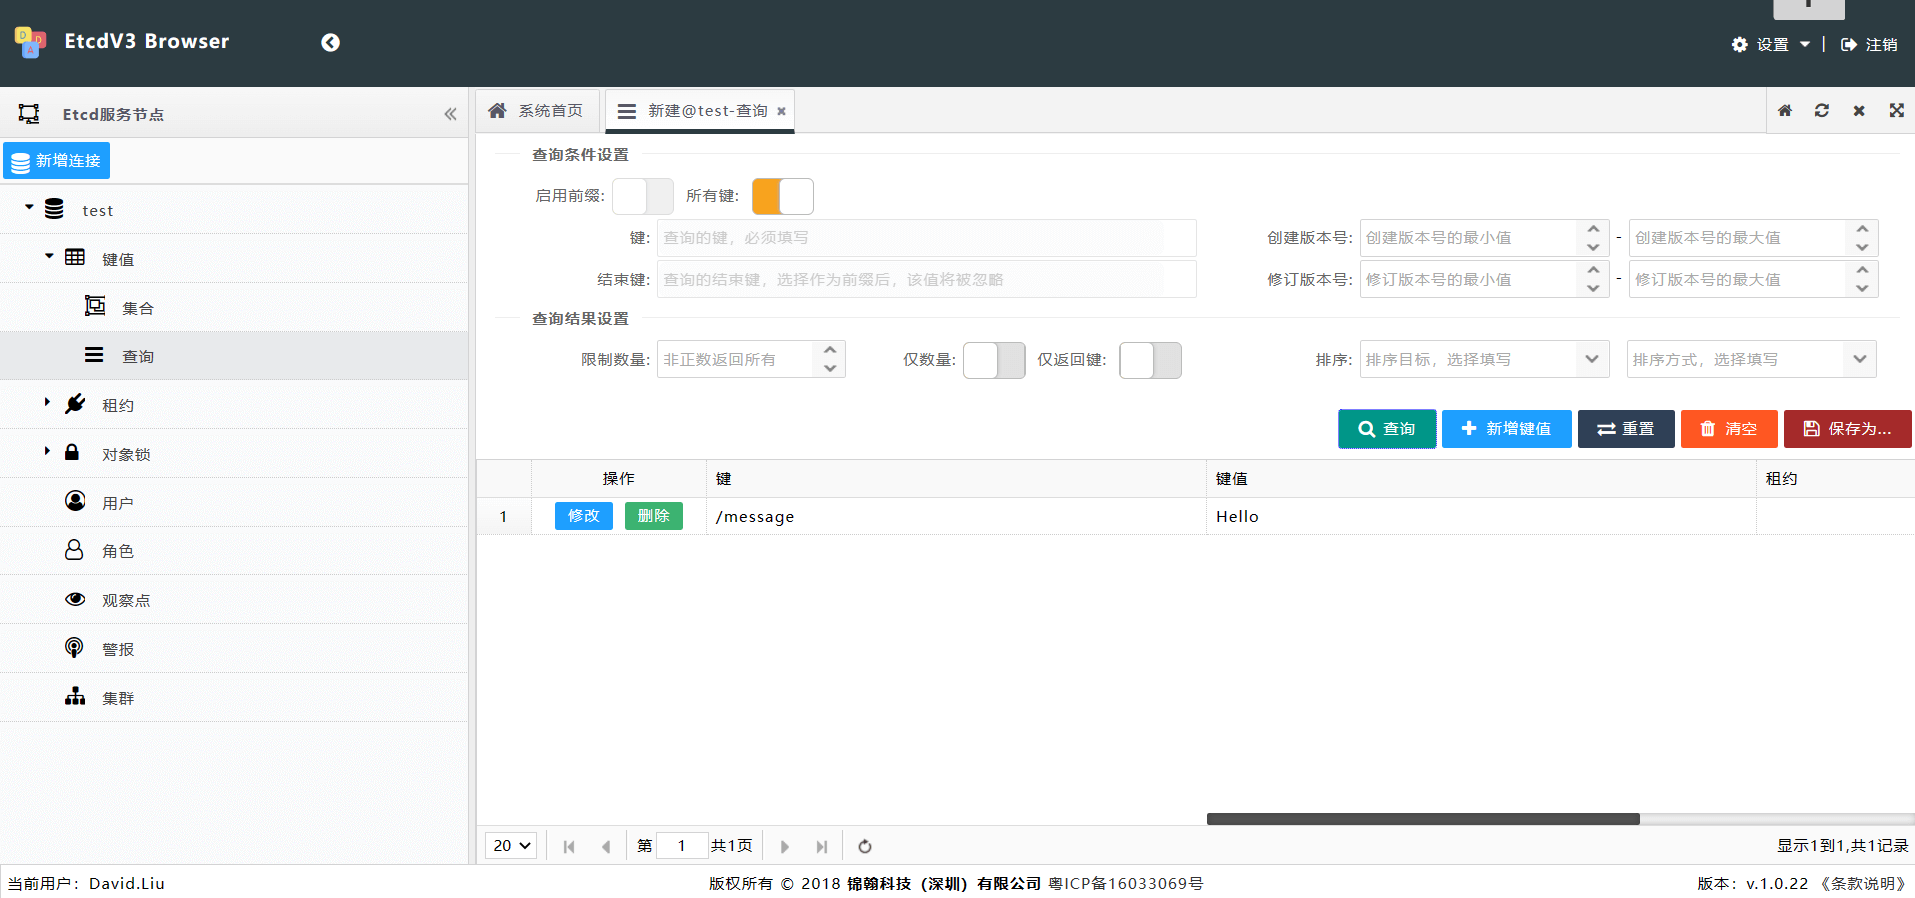 EtcdV3 Browser
设置 | 注销
Etcd服务节点
系统首页
新建@test-查询
新增连接
test
键值
集合
查询
租约
对象锁
用户
角色
观察点
警报
集群
查询条件设置
启用前缀: 所有键:
键: 查询的键，必须填写 创建版本号: 创建版本号的最小值 - 创建版本号的最大值
结束键: 查询的结束键，选择作为前缀后，该值将被忽略 修订版本号: 修订版本号的最小值 - 修订版本号的最大值
查询结果设置
限制数量: 非正数返回所有 仅数量: 仅返回键: 排序: 排序目标，选择填写 排序方式，选择填写
查询 新增键值 重置 清空 保存为...
操作 键 键值 租约
1 修改 删除 /message Hello
20 第 1 共1页 显示1到1,共1记录
当前用户：David.Liu 版权所有 © 2018 锦翰科技（深圳）有限公司 粤ICP备16033069号 版本：v.1.0.22 《条款说明》